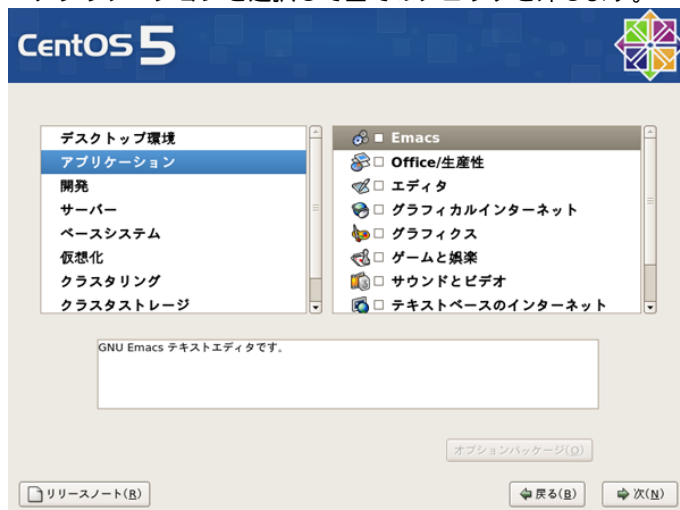 CentOS 5
デスクトップ環境
アプリケーション
開発
サーバー
ベースシステム
仮想化
クラスタリング
クラスタストレージ
Emacs
Office/生産性
エディタ
グラフィカルインターネット
グラフィクス
ゲームと娯楽
サウンドとビデオ
テキストベースのインターネット
GNU Emacs テキストエディタです。
オプションパッケージ(O)
リリースノート(R)
戻る(B)
次(N)